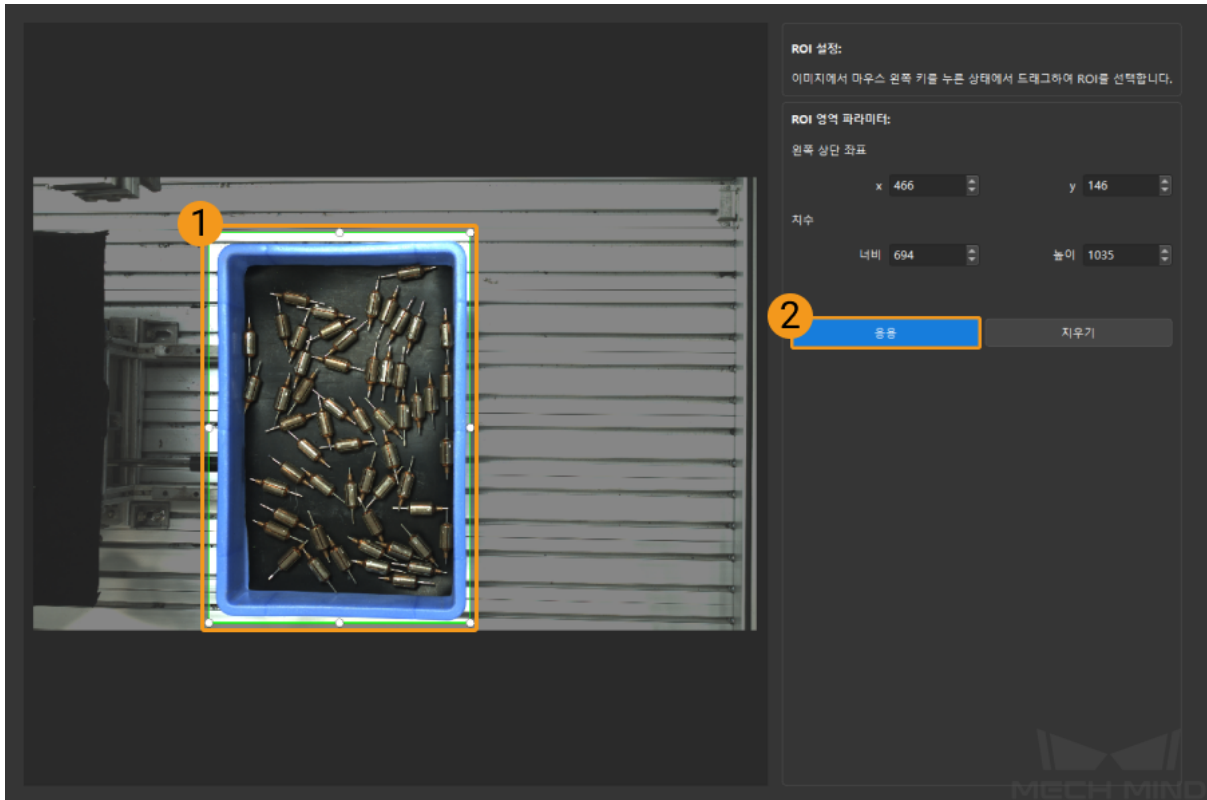 ROI 설정:
이미지에서 마우스 왼쪽 키를 누른 상태에서 드래그하여 ROI를 선택합니다.
ROI 영역 파라미터:
왼쪽 상단 좌표
x 466 y 146
치수
너비 694 높이 1035
1
2
응용 지우기
MECH MIND